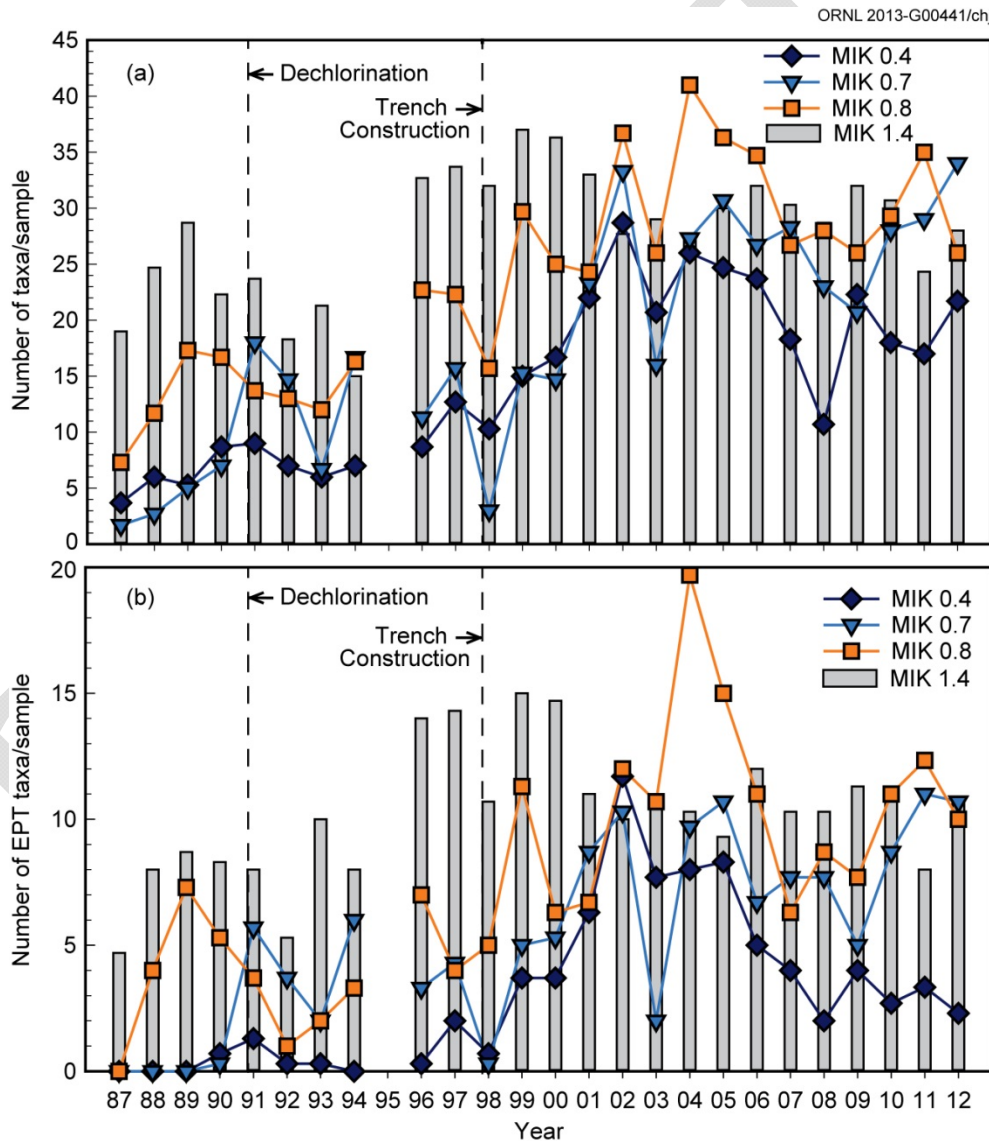 ORNL 2013-G00441/chj
45
40
35
30
25
20
15
10
5
0
Number of taxa/sample
(a)
Dechlorination
Trench
Construction
MIK 0.4
MIK 0.7
MIK 0.8
MIK 1.4
20
15
10
5
0
Number of EPT taxa/sample
(b)
Dechlorination
Trench
Construction
MIK 0.4
MIK 0.7
MIK 0.8
MIK 1.4
87 88 89 90 91 92 93 94 95 96 97 98 99 00 01 02 03 04 05 06 07 08 09 10 11 12
Year